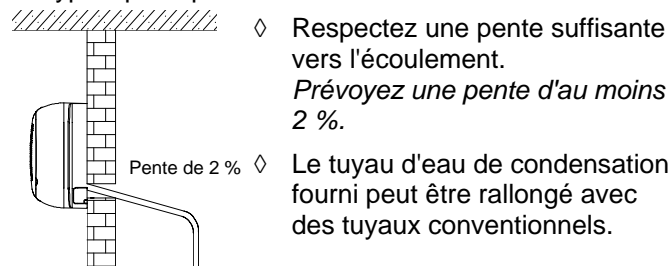 ◊ Respectez une pente suffisante
vers l'écoulement.
Prévoyez une pente d'au moins
2 %.
Pente de 2 %
◊ Le tuyau d'eau de condensation
fourni peut être rallongé avec
des tuyaux conventionnels.